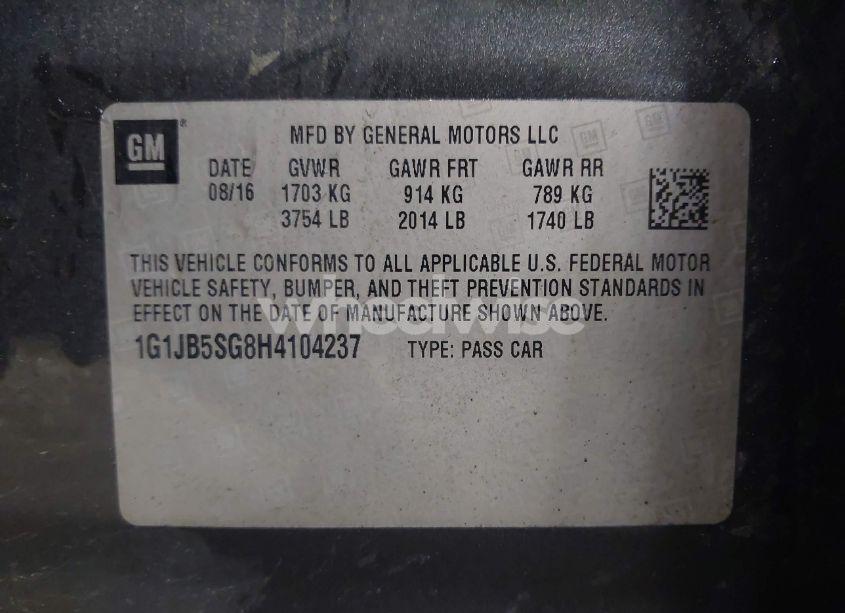 GM®
MFD BY GENERAL MOTORS LLC
DATE GVWR GAWR FRT GAWR RR
08/16 1703 KG 914 KG 789 KG
3754 LB 2014 LB 1740 LB
THIS VEHICLE CONFORMS TO ALL APPLICABLE U.S. FEDERAL MOTOR
VEHICLE SAFETY, BUMPER, AND THEFT PREVENTION STANDARDS IN
EFFECT ON THE DATE OF MANUFACTURE SHOWN ABOVE.
wheelwise
1G1JB5SG8H4104237 TYPE: PASS CAR